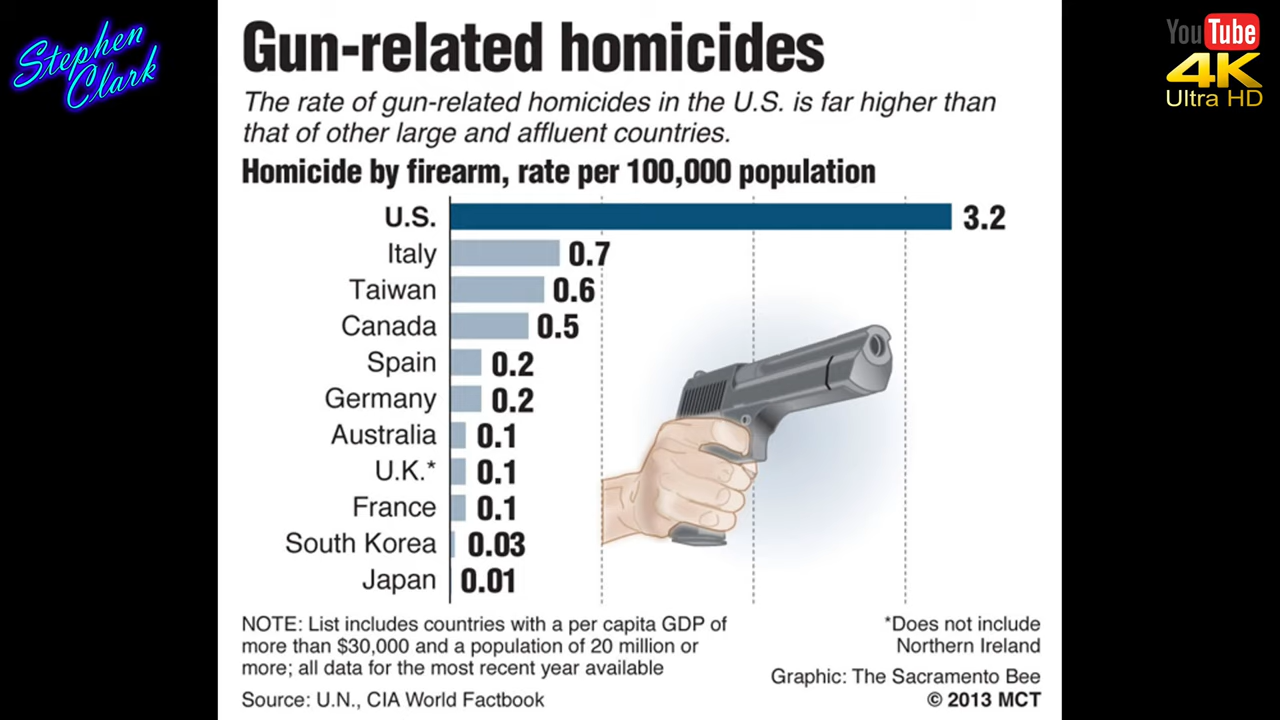 Stephen
Clark
YouTube
4K
Ultra HD
Gun-related homicides
The rate of gun-related homicides in the U.S. is far higher than
that of other large and affluent countries.
Homicide by firearm, rate per 100,000 population
U.S. 3.2
Italy 0.7
Taiwan 0.6
Canada 0.5
Spain 0.2
Germany 0.2
Australia 0.1
U.K.* 0.1
France 0.1
South Korea 0.03
Japan 0.01
NOTE: List includes countries with a per capita GDP of
more than $30,000 and a population of 20 million or
more; all data for the most recent year available
Source: U.N., CIA World Factbook
*Does not include
Northern Ireland
Graphic: The Sacramento Bee
© 2013 MCT